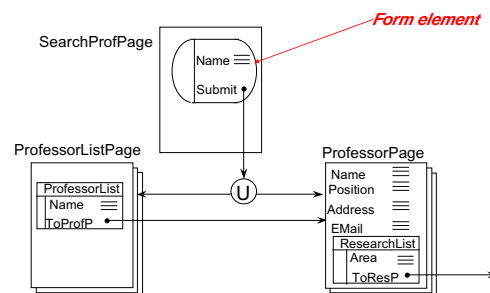 Form element
SearchProfPage
Name
Submit
ProfessorListPage
ProfessorList
Name
ToProfP
U
ProfessorPage
Name
Position
Address
EMail
ResearchList
Area
ToResP